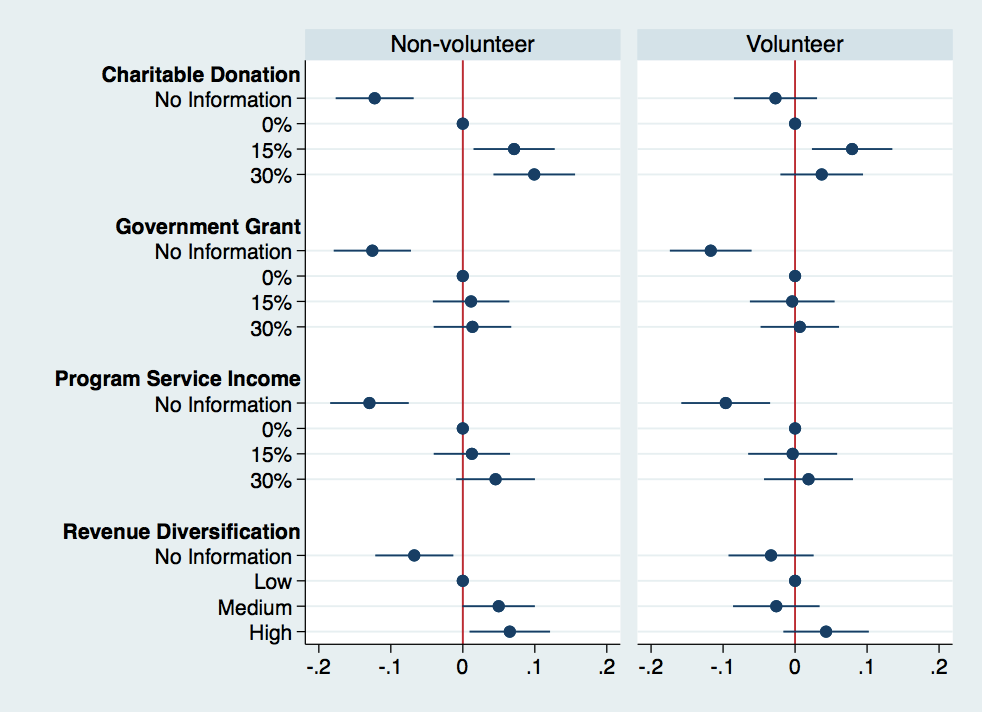 Non-volunteer Volunteer
Charitable Donation
No Information
0%
15%
30%
Government Grant
No Information
0%
15%
30%
Program Service Income
No Information
0%
15%
30%
Revenue Diversification
No Information
Low
Medium
High
-.2 -.1 0 .1 .2 -.2 -.1 0 .1 .2